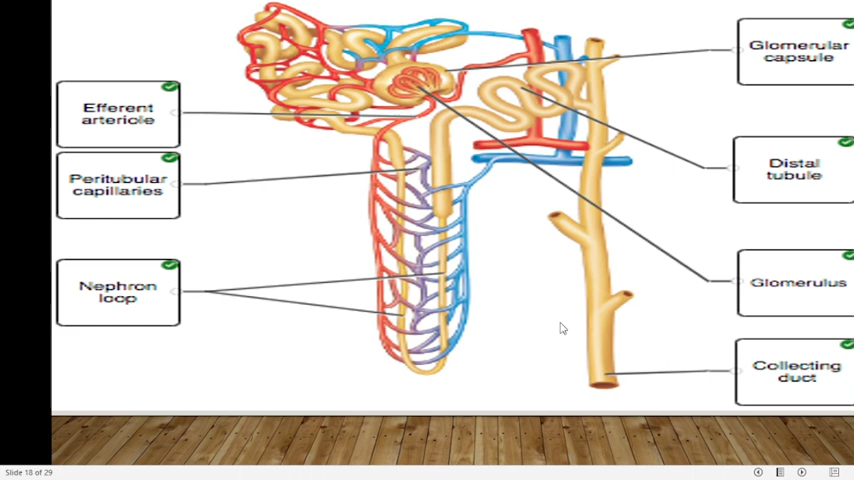 Glomerular
capsule
Efferent
arteriole
Peritubular
capillaries
Distal
tubule
Nephron
loop
Glomerulus
Collecting
duct
Slide 18 of 29